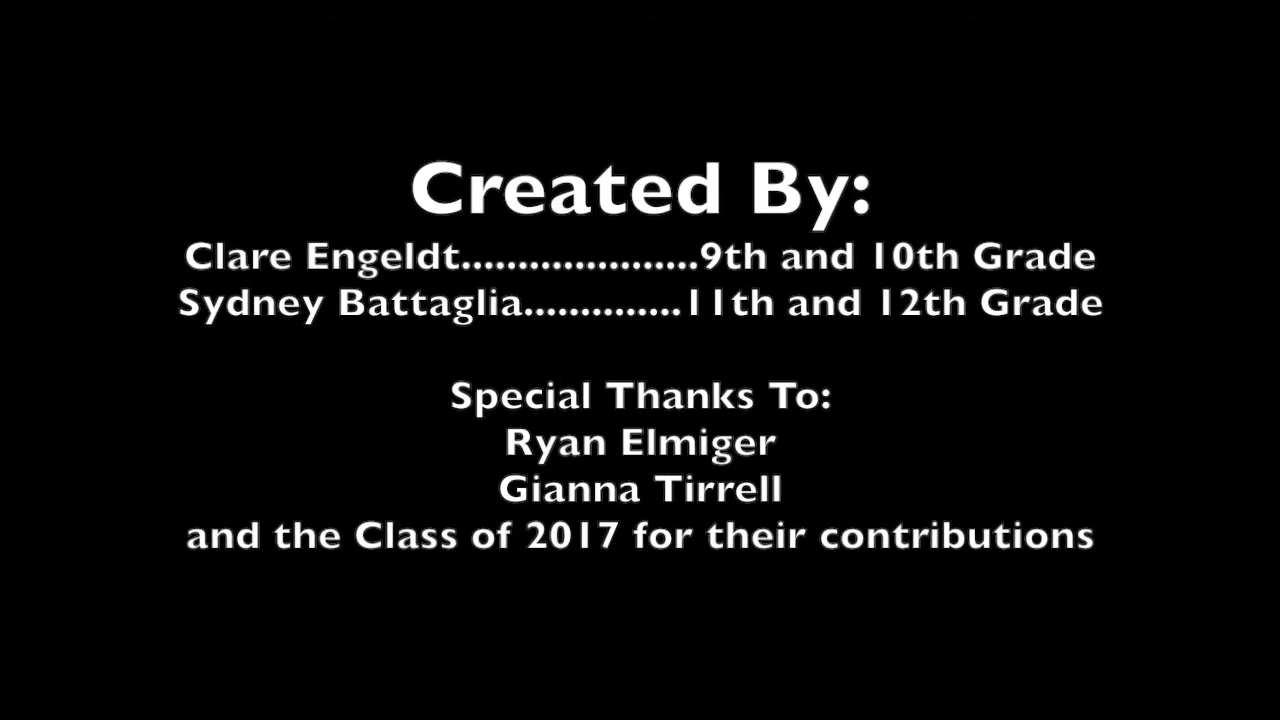 Created By:
Clare Engeldt.....................9th and 10th Grade
Sydney Battaglia..............11th and 12th Grade
Special Thanks To:
Ryan Elmiger
Gianna Tirrell
and the Class of 2017 for their contributions